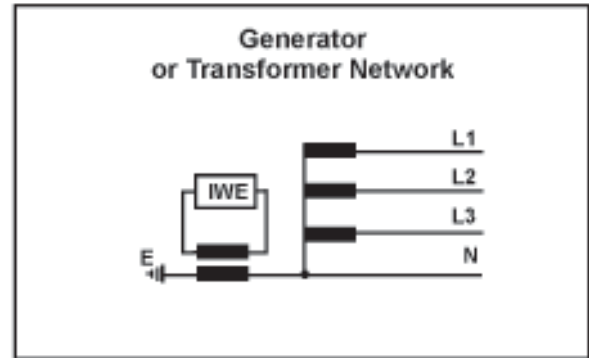 Generator
or Transformer Network
L1
IWE
L2
L3
E
N